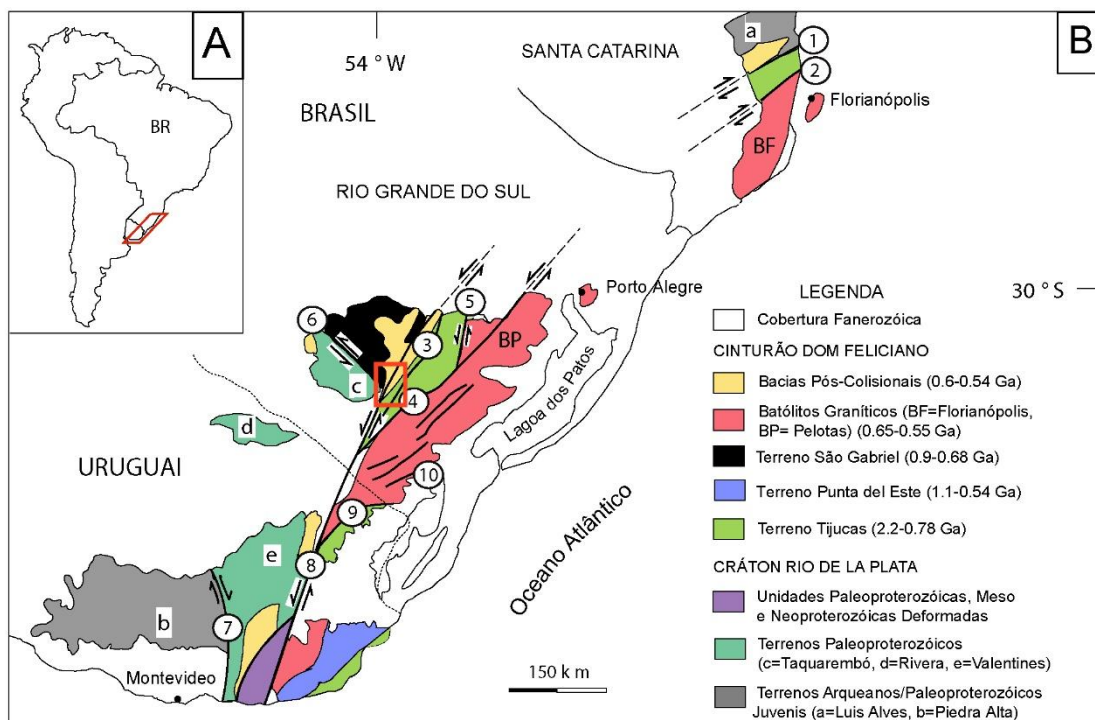 A
BR
B
54 ° W
SANTA CATARINA
a
1
2
Florianópolis
BRASIL
BF
RIO GRANDE DO SUL
Porto Alegre
30 ° S
6
5
BP
3
c
4
d
Lagoa dos Patos
URUGUAI
10
9
e
8
Oceano Atlântico
b
7
Montevideo
150 k m
LEGENDA
Cobertura Fanerozóica
CINTURÃO DOM FELICIANO
Bacias Pós-Colisionais (0.6-0.54 Ga)
Batólitos Graníticos (BF=Florianópolis,
BP= Pelotas) (0.65-0.55 Ga)
Terreno São Gabriel (0.9-0.68 Ga)
Terreno Punta del Este (1.1-0.54 Ga)
Terreno Tijucas (2.2-0.78 Ga)
CRÁTON RIO DE LA PLATA
Unidades Paleoproterozóicas, Meso
e Neoproterozóicas Deformadas
Terrenos Paleoproterozóicos
(c=Taquarembó, d=Rivera, e=Valentines)
Terrenos Arqueanos/Paleoproterozóicos
Juvenis (a=Luis Alves, b=Piedra Alta)